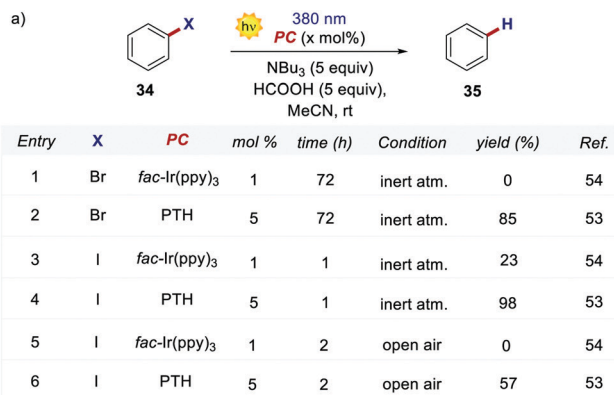 a)
X
hν
380 nm
PC (x mol%)
H
NBu₃ (5 equiv)
HCOOH (5 equiv),
MeCN, rt
34
35
Entry X PC mol % time (h) Condition yield (%) Ref.
1 Br fac-Ir(ppy)₃ 1 72 inert atm. 0 54
2 Br PTH 5 72 inert atm. 85 53
3 I fac-Ir(ppy)₃ 1 1 inert atm. 23 54
4 I PTH 5 1 inert atm. 98 53
5 I fac-Ir(ppy)₃ 1 2 open air 0 54
6 I PTH 5 2 open air 57 53